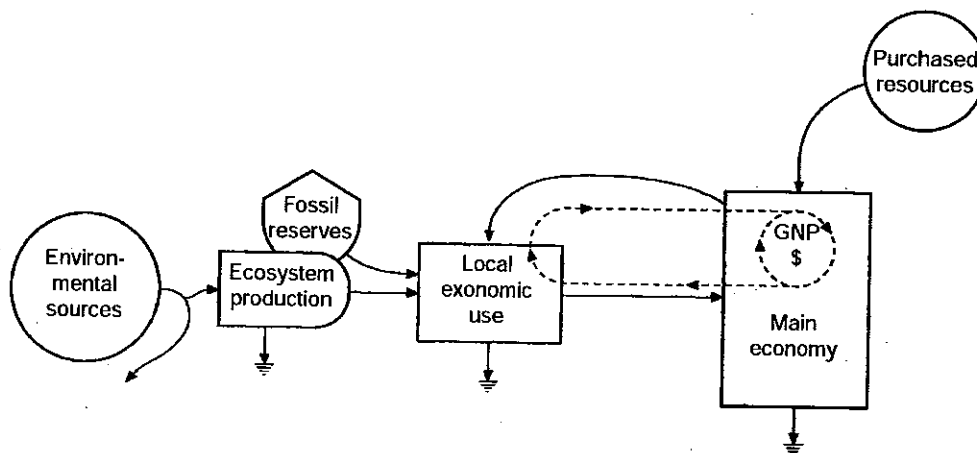 Purchased
resources
Fossil
reserves
Environ-
mental
sources
Ecosystem
production
Local
exonomic
use
GNP
$
Main
economy